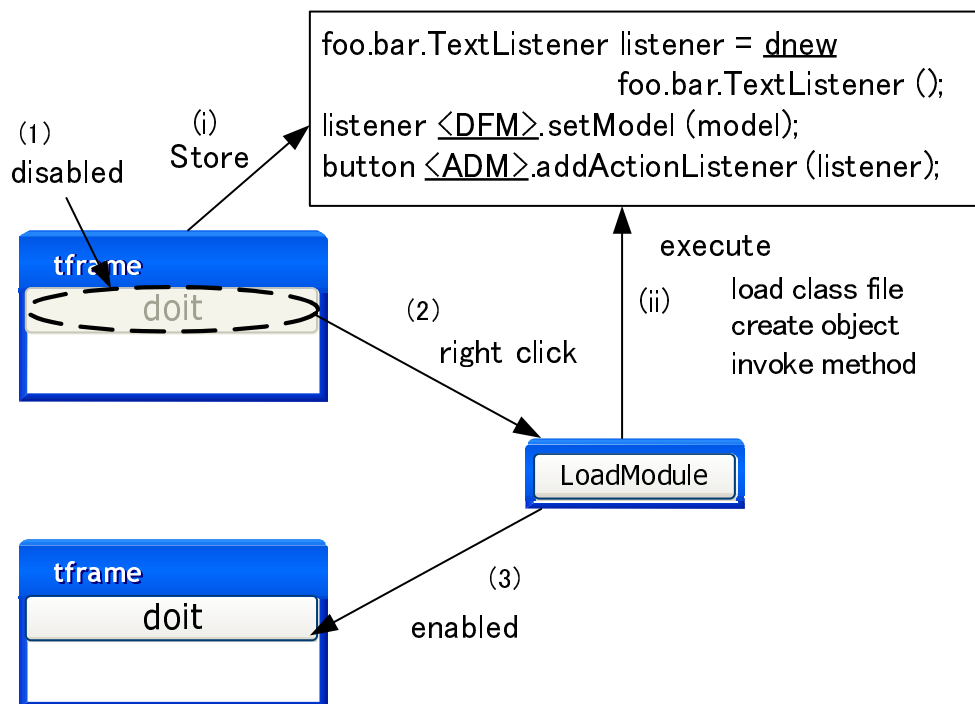 foo.bar.TextListener listener = dnew
foo.bar.TextListener ();
listener <DFM>.setModel (model);
button <ADM>.addActionListener (listener);
(1)
disabled
(i)
Store
tframe
doit
(2)
right click
execute
(ii)
load class file
create object
invoke method
LoadModule
(3)
enabled
tframe
doit